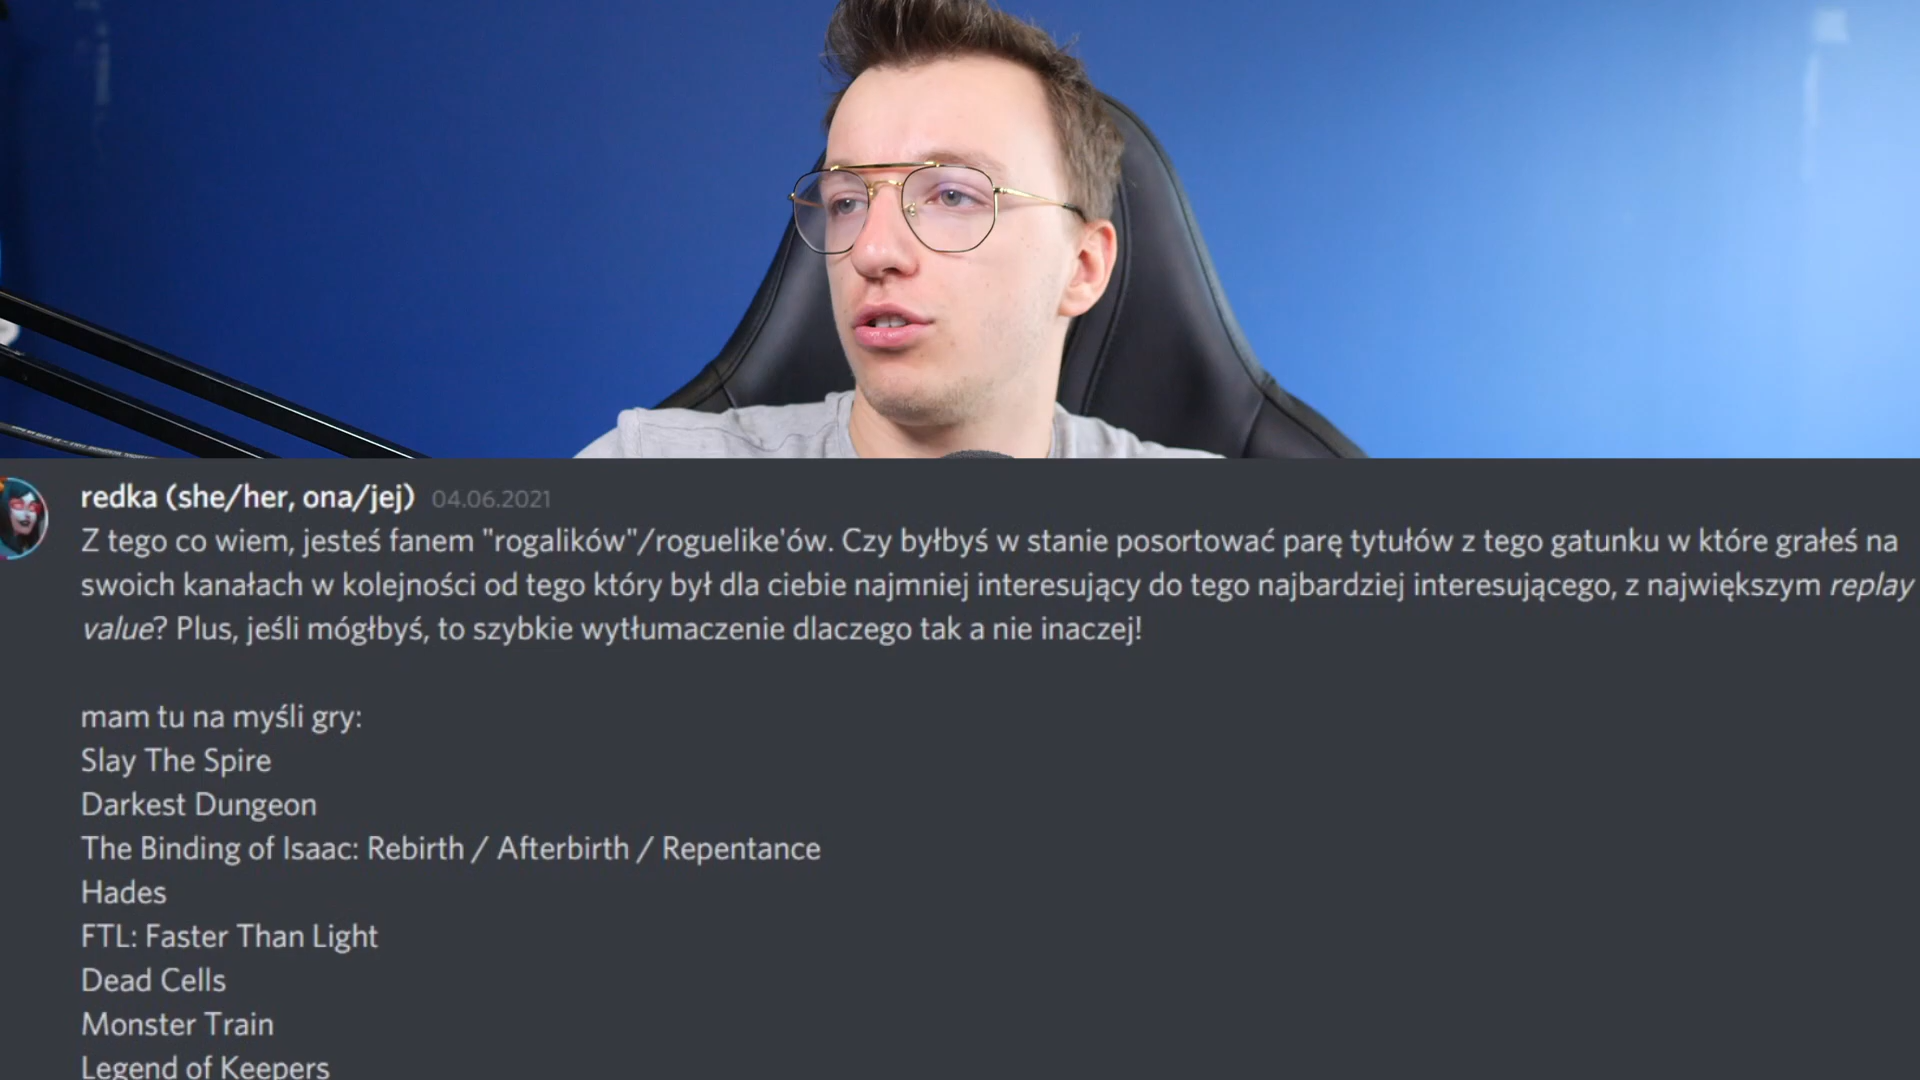 redka (she/her, ona/jej) 04.06.2021
Z tego co wiem, jesteś fanem "rogalików"/roguelike'ów. Czy byłbyś w stanie posortować parę tytułów z tego gatunku w które grałeś na
swoich kanałach w kolejności od tego który był dla ciebie najmniej interesujący do tego najbardziej interesującego, z największym replay
value? Plus, jeśli mógłbyś, to szybkie wytłumaczenie dlaczego tak a nie inaczej!
mam tu na myśli gry:
Slay The Spire
Darkest Dungeon
The Binding of Isaac: Rebirth / Afterbirth / Repentance
Hades
FTL: Faster Than Light
Dead Cells
Monster Train
Legend of Keepers